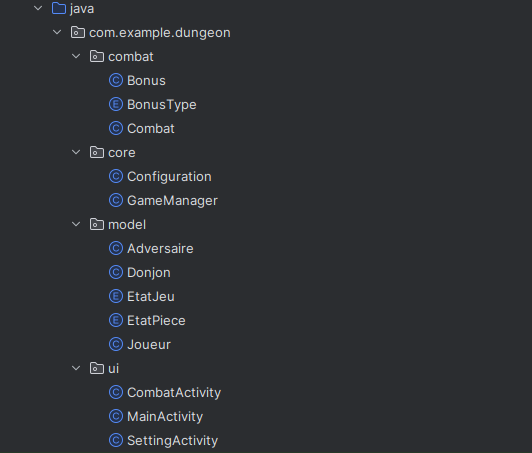 java
com.example.dungeon
combat
C Bonus
E BonusType
C Combat
core
C Configuration
C GameManager
model
C Adversaire
C Donjon
E EtatJeu
E EtatPiece
C Joueur
ui
C CombatActivity
C MainActivity
C SettingActivity